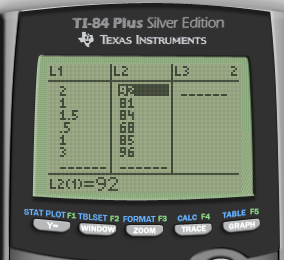 TI-84 Plus Silver Edition
TEXAS INSTRUMENTS
L1 L2 L3 2
2 92 ------
1 81
1.5 84
.5 68
1 85
3 96
------ ------
L2(1)=92
STAT PLOT F1 TBLSET F2 FORMAT F3 CALC F4 TABLE F5
Y= WINDOW ZOOM TRACE GRAPH